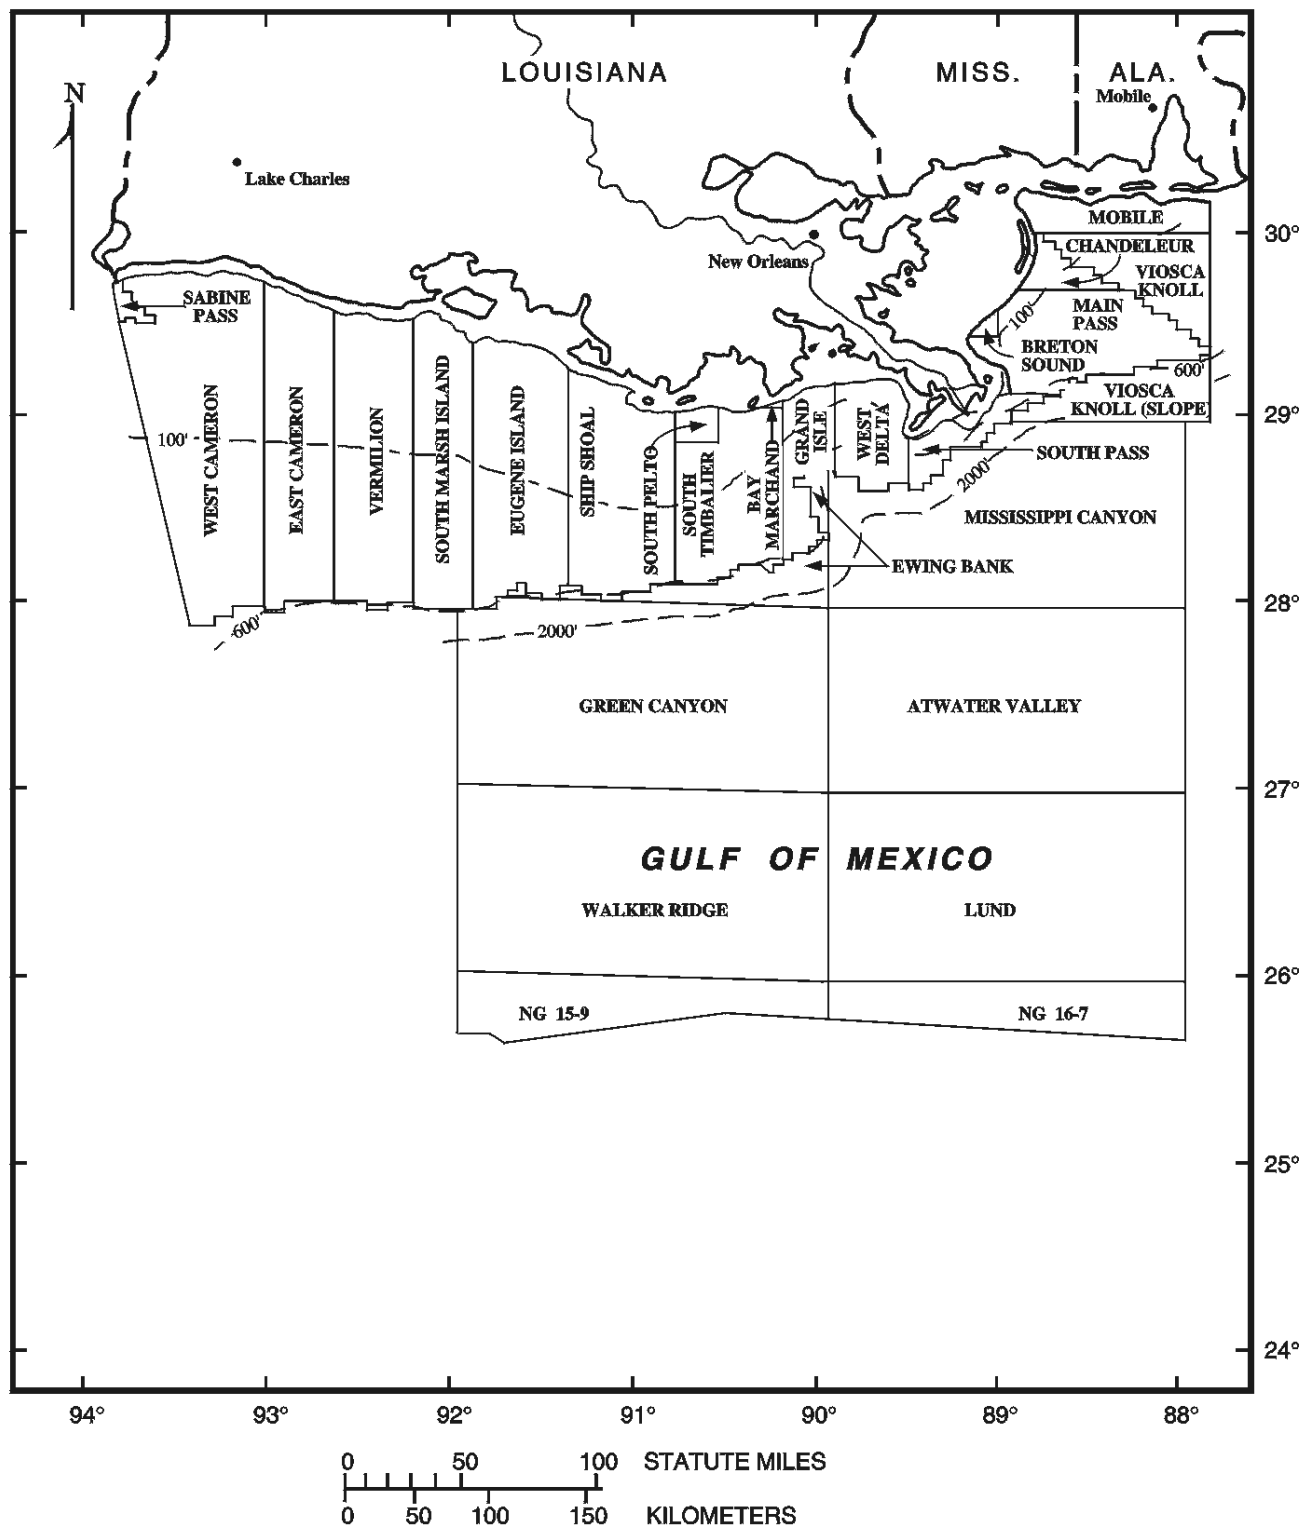 LOUISIANA
MISS.
ALA.
Mobile
N
Lake Charles
New Orleans
MOBILE
30°
CHANDELEUR
VIOSCA
KNOLL
SABINE
PASS
MAIN
PASS
100'
BRETON
SOUND
600'
VIOSCA
KNOLL (SLOPE)
29°
WEST CAMERON
EAST CAMERON
VERMILION
SOUTH MARSH ISLAND
EUGENE ISLAND
SHIP SHOAL
SOUTH PELTO
SOUTH
TIMBALIER
BAY
MARCHAND
GRAND
ISLE
WEST
DELTA
100'
SOUTH PASS
2000'
MISSISSIPPI CANYON
EWING BANK
28°
600'
2000'
GREEN CANYON
ATWATER VALLEY
27°
GULF OF MEXICO
WALKER RIDGE
LUND
26°
NG 15-9
NG 16-7
25°
24°
94°
93°
92°
91°
90°
89°
88°
0 50 100 STATUTE MILES
0 50 100 150 KILOMETERS